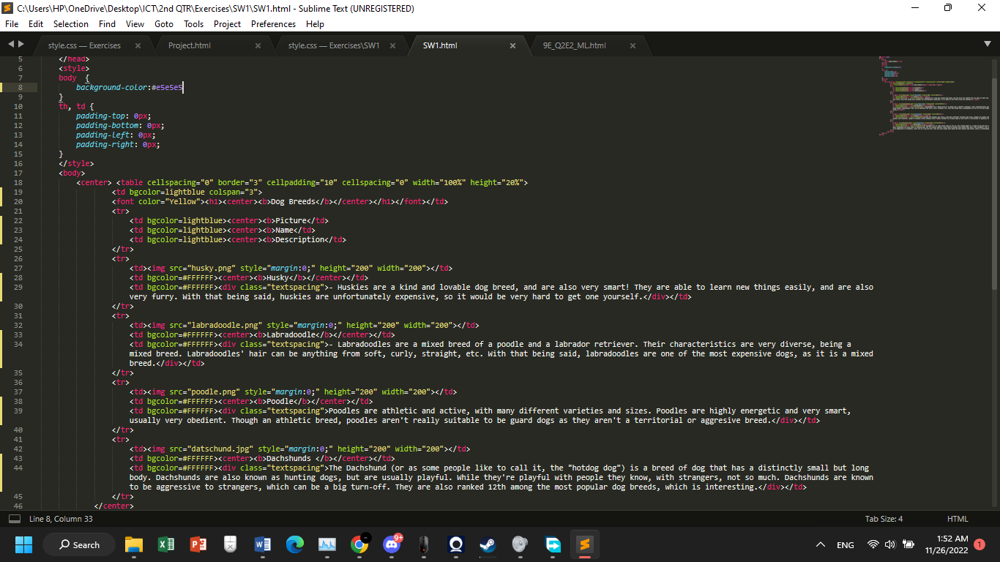 C:\Users\HP\OneDrive\Desktop\ICT\2nd QTR\Exercises\SW1\SW1.html - Sublime Text (UNREGISTERED)
File Edit Selection Find View Goto Tools Project Preferences Help
style.css — Exercises Project.html style.css — Exercises\SW1 SW1.html 9E_Q2E2_ML.html
5 </head>
6 <style>
7 body {
8 background-color:#e5e5e5
9 }
10 th, td {
11 padding-top: 0px;
12 padding-bottom: 0px;
13 padding-left: 0px;
14 padding-right: 0px;
15 }
16 </style>
17 <body>
18 <center> <table cellspacing="0" border="3" cellpadding="10" cellspacing="0" width="100%" height="20%">
19 <td bgcolor=lightblue colspan="3">
20 <font color="Yellow"><h1><center><b>Dog Breeds</b></center></h1></font></td>
21 <tr>
22 <td bgcolor=lightblue><center><b>Picture</td>
23 <td bgcolor=lightblue><center><b>Name</td>
24 <td bgcolor=lightblue><center><b>Description</td>
25 </tr>
26 <tr>
27 <td><img src="husky.png" style="margin:0;" height="200" width="200"></td>
28 <td bgcolor=#FFFFFF><center><b>Husky</b></center></td>
29 <td bgcolor=#FFFFFF><div class="textspacing">- Huskies are a kind and lovable dog breed, and are also very smart! They are able to learn new things easily, and are also
very furry. With that being said, huskies are unfortunately expensive, so it would be very hard to get one yourself.</div></td>
30 </tr>
31 <tr>
32 <td><img src="labradoodle.png" style="margin:0;" height="200" width="200"></td>
33 <td bgcolor=#FFFFFF><center><b>Labradoodle</b></center></td>
34 <td bgcolor=#FFFFFF><div class="textspacing">- Labradoodles are a mixed breed of a poodle and a labrador retriever. Their characteristics are very diverse, being a
mixed breed. Labradoodles' hair can be anything from soft, curly, straight, etc. With that being said, labradoodles are one of the most expensive dogs, as it is a mixed
breed.</div></td>
35 </tr>
36 <tr>
37 <td><img src="poodle.png" style="margin:0;" height="200" width="200"></td>
38 <td bgcolor=#FFFFFF><center><b>Poodle</b></center></td>
39 <td bgcolor=#FFFFFF><div class="textspacing">Poodles are athletic and active, with many different varieties and sizes. Poodles are highly energetic and very smart,
usually very obedient. Though an athletic breed, poodles aren't really suitable to be guard dogs as they aren't a territorial or aggresive breed.</div></td>
40 </tr>
41 <tr>
42 <td><img src="datschund.jpg" style="margin:0;" height="200" width="200"></td>
43 <td bgcolor=#FFFFFF><center><b>Dachshunds </b></center></td>
44 <td bgcolor=#FFFFFF><div class="textspacing">The Dachshund (or as some people like to call it, the "hotdog dog") is a breed of dog that has a distinctly small but long
body. Dachshunds are also known as hunting dogs, but are usually playful. While they're playful with people they know, with strangers, not so much. Dachshunds are known
to be aggressive to strangers, which can be a big turn-off. They are also ranked 12th among the most popular dog breeds, which is interesting.</div></td>
45 </tr>
46 </center>
Line 8, Column 33 Tab Size: 4 HTML
Search 9+ ENG 1:52 AM 1
11/26/2022